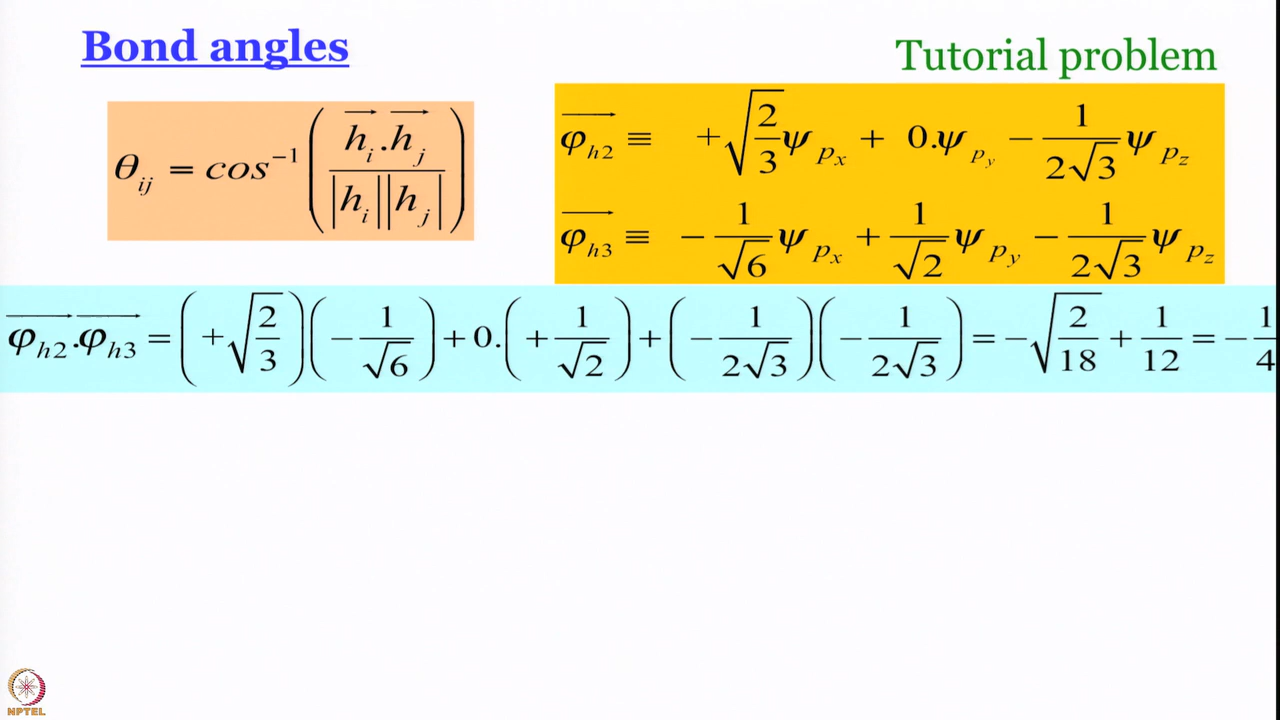 Bond angles
Tutorial problem
θ_ij = cos⁻¹( (h_i→ . h_j→) / (|h_i||h_j|) )
φ_h2→ ≡ +√(2/3) ψ_px + 0.ψ_py − 1/(2√3) ψ_pz
φ_h3→ ≡ − 1/√6 ψ_px + 1/√2 ψ_py − 1/(2√3) ψ_pz
φ_h2→.φ_h3→ = (+√(2/3))(− 1/√6) + 0.(+ 1/√2) + (− 1/(2√3))(− 1/(2√3)) = −√(2/18) + 1/12 = − 1/4
NPTEL